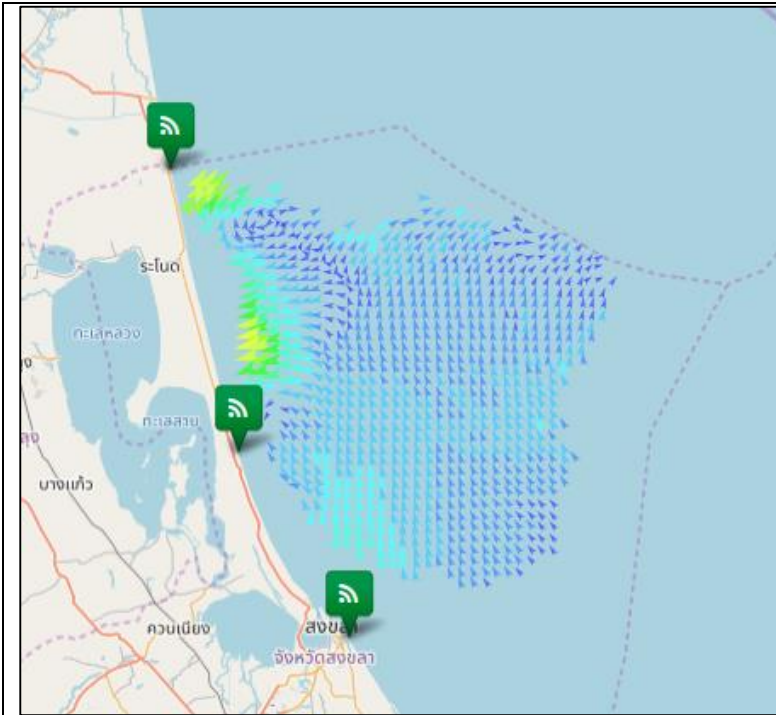 ระโนด
ทะเลหลวง
ทะเลสาบ
บางแก้ว
ควนเนียง
สงขลา
จังหวัดสงขลา